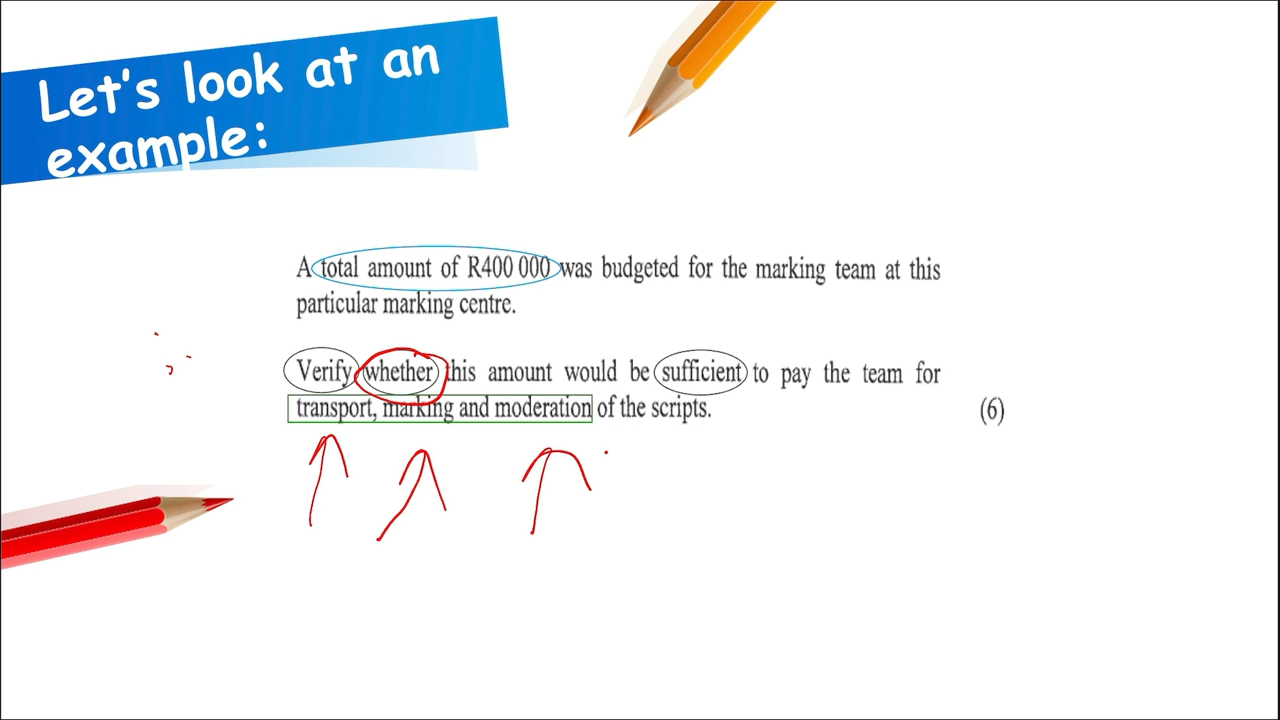 Let's look at an
example:
A total amount of R400 000 was budgeted for the marking team at this
particular marking centre.
Verify whether this amount would be sufficient to pay the team for
transport, marking and moderation of the scripts. (6)